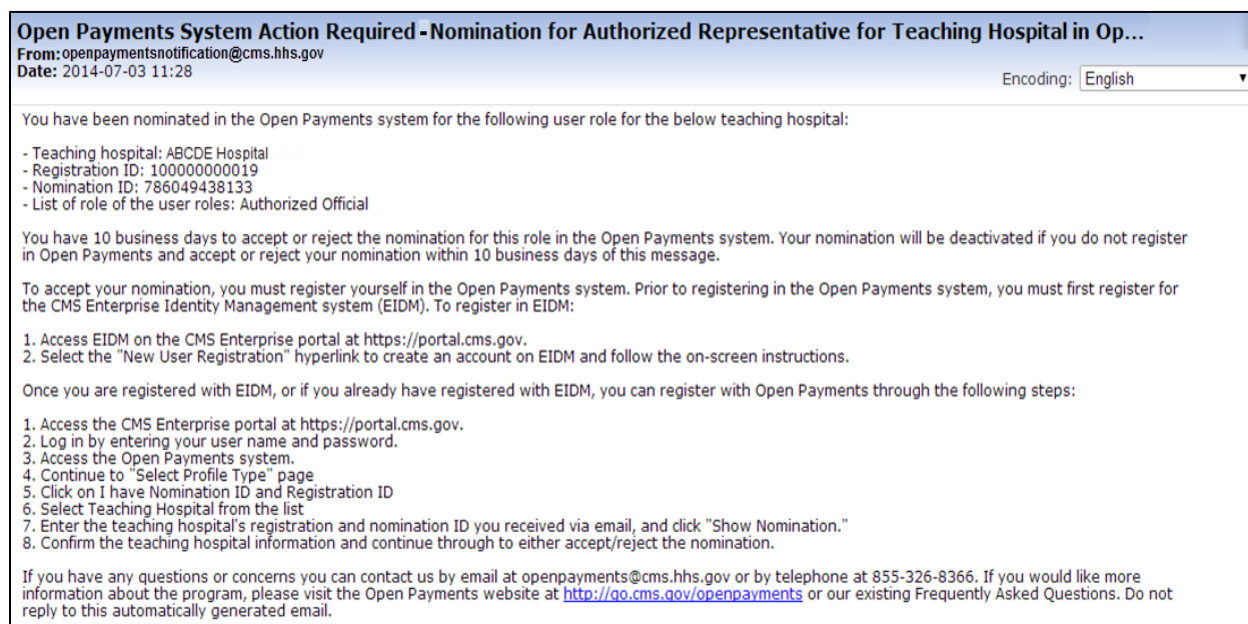 Open Payments System Action Required - Nomination for Authorized Representative for Teaching Hospital in Op...
From: openpaymentsnotification@cms.hhs.gov
Date: 2014-07-03 11:28
Encoding: English
You have been nominated in the Open Payments system for the following user role for the below teaching hospital:
- Teaching hospital: ABCDE Hospital
- Registration ID: 100000000019
- Nomination ID: 786049438133
- List of role of the user roles: Authorized Official
You have 10 business days to accept or reject the nomination for this role in the Open Payments system. Your nomination will be deactivated if you do not register
in Open Payments and accept or reject your nomination within 10 business days of this message.
To accept your nomination, you must register yourself in the Open Payments system. Prior to registering in the Open Payments system, you must first register for
the CMS Enterprise Identity Management system (EIDM). To register in EIDM:
1. Access EIDM on the CMS Enterprise portal at https://portal.cms.gov.
2. Select the "New User Registration" hyperlink to create an account on EIDM and follow the on-screen instructions.
Once you are registered with EIDM, or if you already have registered with EIDM, you can register with Open Payments through the following steps:
1. Access the CMS Enterprise portal at https://portal.cms.gov.
2. Log in by entering your user name and password.
3. Access the Open Payments system.
4. Continue to "Select Profile Type" page
5. Click on I have Nomination ID and Registration ID
6. Select Teaching Hospital from the list
7. Enter the teaching hospital's registration and nomination ID you received via email, and click "Show Nomination."
8. Confirm the teaching hospital information and continue through to either accept/reject the nomination.
If you have any questions or concerns you can contact us by email at openpayments@cms.hhs.gov or by telephone at 855-326-8366. If you would like more
information about the program, please visit the Open Payments website at http://go.cms.gov/openpayments or our existing Frequently Asked Questions. Do not
reply to this automatically generated email.